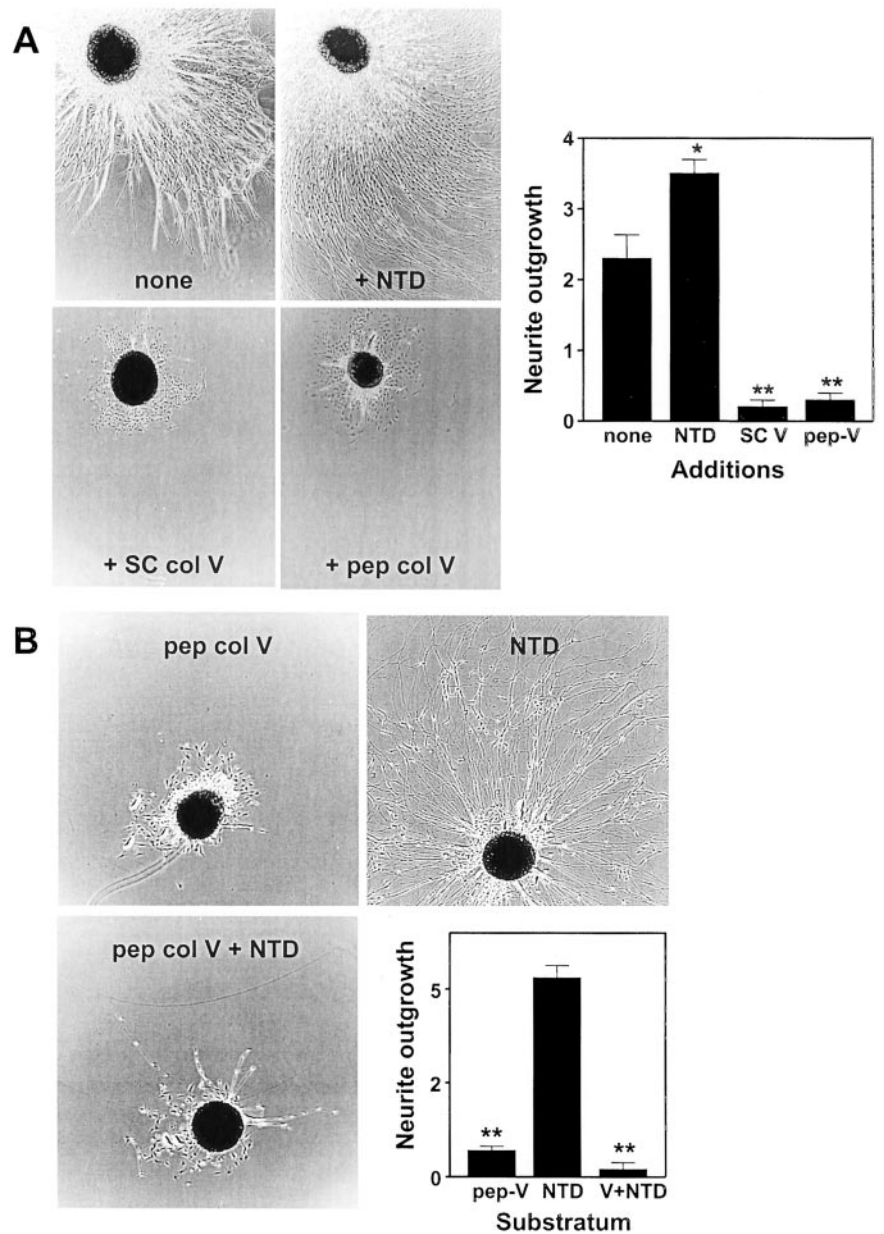 A
none
+ NTD
+ SC col V
+ pep col V
Neurite outgrowth
4
3
2
1
0
*
**
**
none NTD SC V pep-V
Additions
B
pep col V
NTD
pep col V + NTD
Neurite outgrowth
5
2
0
**
**
pep-V NTD V+NTD
Substratum